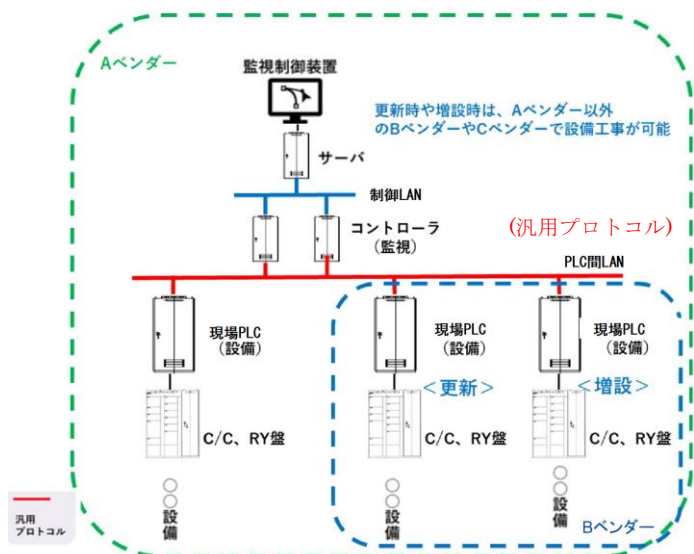 Aベンダー
監視制御装置
更新時や増設時は、Aベンダー以外
のBベンダーやCベンダーで設備工事が可能
サーバ
制御LAN
コントローラ
（監視）
(汎用プロトコル)
PLC間LAN
現場PLC
（設備）
現場PLC
（設備）
現場PLC
（設備）
＜更新＞
＜増設＞
C/C、RY盤
C/C、RY盤
C/C、RY盤
○○設備
○○設備
○○設備
Bベンダー
汎用
プロトコル